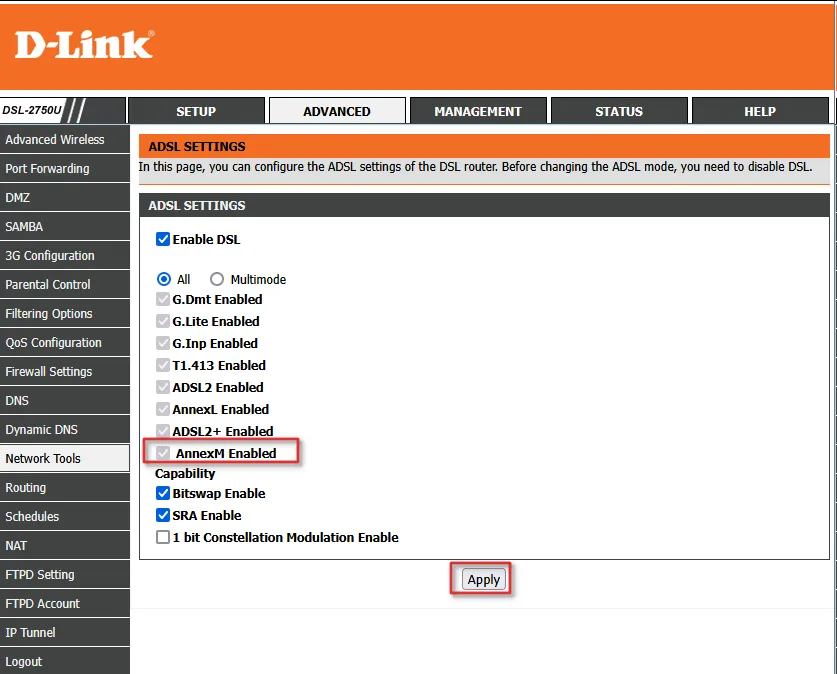 D-Link®
DSL-2750U
SETUP
ADVANCED
MANAGEMENT
STATUS
HELP
Advanced Wireless
Port Forwarding
DMZ
SAMBA
3G Configuration
Parental Control
Filtering Options
QoS Configuration
Firewall Settings
DNS
Dynamic DNS
Network Tools
Routing
Schedules
NAT
FTPD Setting
FTPD Account
IP Tunnel
Logout
ADSL SETTINGS
In this page, you can configure the ADSL settings of the DSL router. Before changing the ADSL mode, you need to disable DSL.
ADSL SETTINGS
Enable DSL
All Multimode
G.Dmt Enabled
G.Lite Enabled
G.Inp Enabled
T1.413 Enabled
ADSL2 Enabled
AnnexL Enabled
ADSL2+ Enabled
AnnexM Enabled
Capability
Bitswap Enable
SRA Enable
1 bit Constellation Modulation Enable
Apply